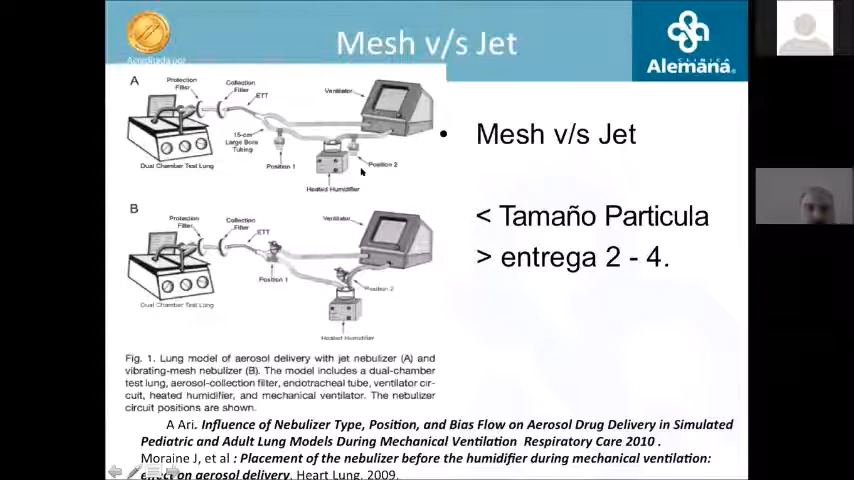 Acreditada por
Mesh v/s Jet
CLINICA
Alemana
A
Protection
Filter
Collection
Filter
ETT
Ventilator
15-cm
Large Bore
Tubing
Dual Chamber Test Lung
Position 1
Position 2
Heated Humidifier
B
Protection
Filter
Collection
Filter
ETT
Ventilator
Position 1
Position 2
Dual Chamber Test Lung
Heated Humidifier
Fig. 1. Lung model of aerosol delivery with jet nebulizer (A) and
vibrating-mesh nebulizer (B). The model includes a dual-chamber
test lung, aerosol-collection filter, endotracheal tube, ventilator cir-
cuit, heated humidifier, and mechanical ventilator. The nebulizer
circuit positions are shown.
• Mesh v/s Jet
< Tamaño Particula
> entrega 2 - 4.
A Ari. Influence of Nebulizer Type, Position, and Bias Flow on Aerosol Drug Delivery in Simulated
Pediatric and Adult Lung Models During Mechanical Ventilation Respiratory Care 2010 .
Moraine J, et al : Placement of the nebulizer before the humidifier during mechanical ventilation:
effect on aerosol delivery. Heart Lung. 2009.